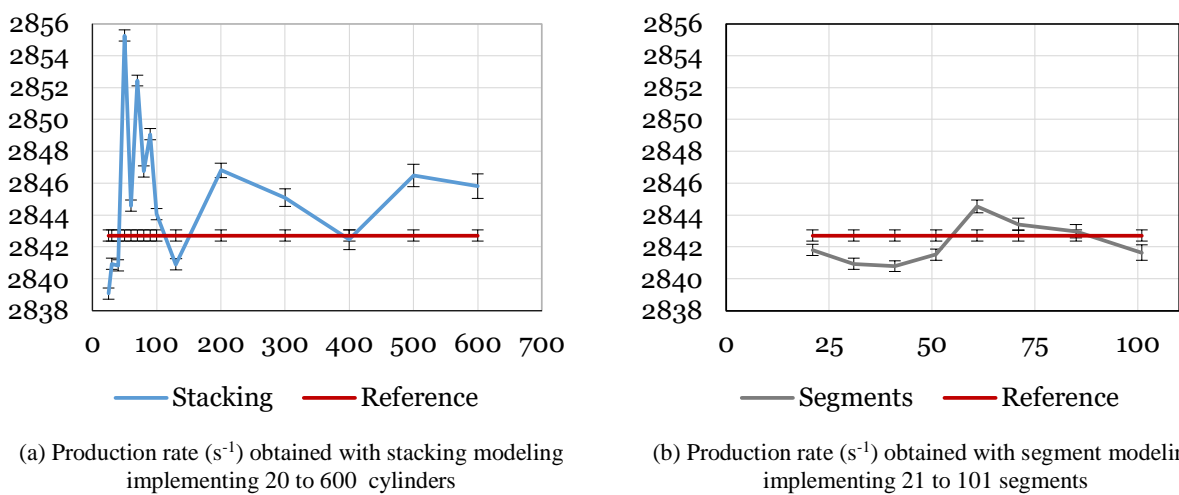 2856
2854
2852
2850
2848
2846
2844
2842
2840
2838
0 100 200 300 400 500 600 700
Stacking Reference
(a) Production rate (s-1) obtained with stacking modeling
implementing 20 to 600 cylinders
2856
2854
2852
2850
2848
2846
2844
2842
2840
2838
0 25 50 75 100
Segments Reference
(b) Production rate (s-1) obtained with segment modeli
implementing 21 to 101 segments